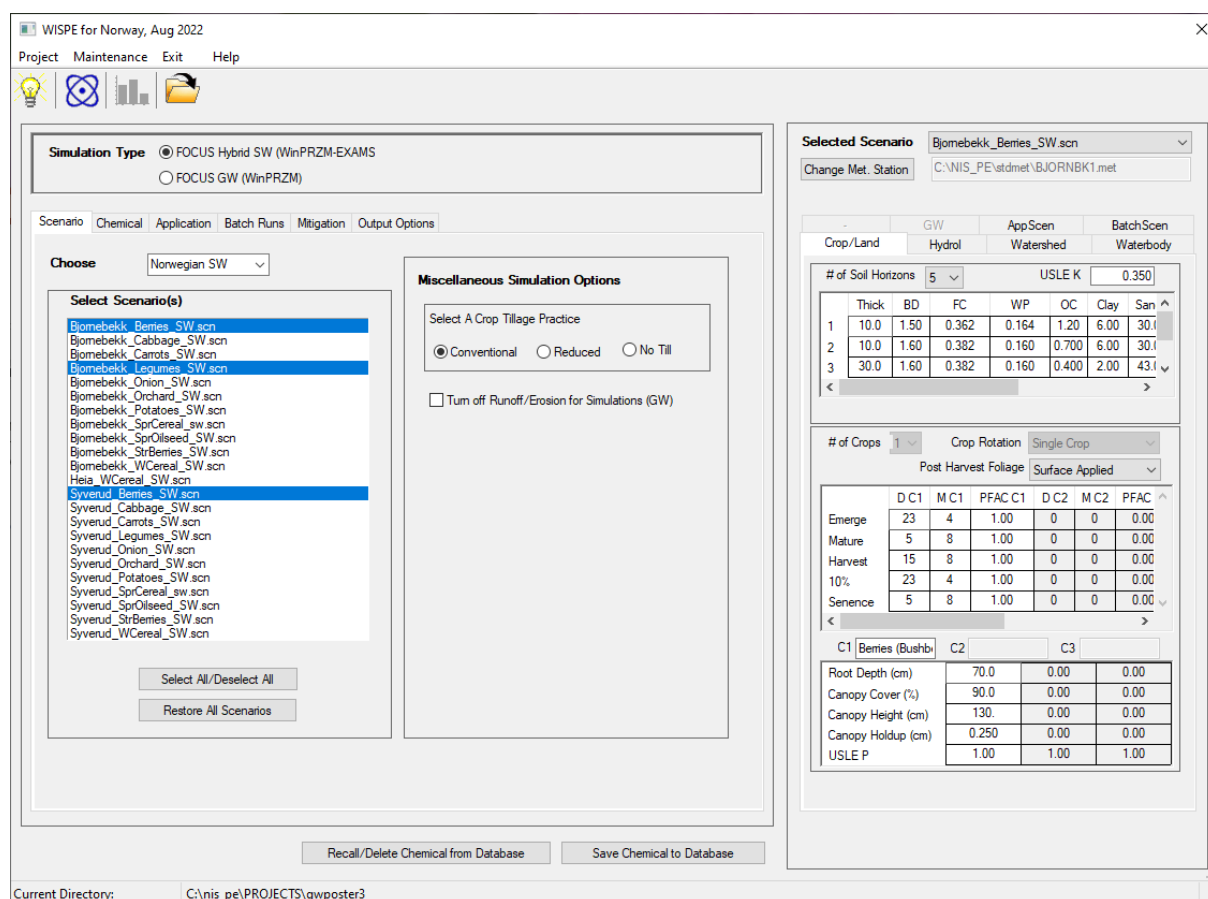 WISPE for Norway, Aug 2022
Project Maintenance Exit Help
Simulation Type FOCUS Hybrid SW (WinPRZM-EXAMS
FOCUS GW (WinPRZM)
Scenario Chemical Application Batch Runs Mitigation Output Options
Choose Norwegian SW
Select Scenario(s)
Bjornebekk_Berries_SW.scn
Bjornebekk_Cabbage_SW.scn
Bjornebekk_Carrots_SW.scn
Bjornebekk_Legumes_SW.scn
Bjornebekk_Onion_SW.scn
Bjornebekk_Orchard_SW.scn
Bjornebekk_Potatoes_SW.scn
Bjornebekk_SprCereal_sw.scn
Bjornebekk_SprOilseed_SW.scn
Bjornebekk_StrBerries_SW.scn
Bjornebekk_WCereal_SW.scn
Heia_WCereal_SW.scn
Syverud_Berries_SW.scn
Syverud_Cabbage_SW.scn
Syverud_Carrots_SW.scn
Syverud_Legumes_SW.scn
Syverud_Onion_SW.scn
Syverud_Orchard_SW.scn
Syverud_Potatoes_SW.scn
Syverud_SprCereal_sw.scn
Syverud_SprOilseed_SW.scn
Syverud_StrBerries_SW.scn
Syverud_WCereal_SW.scn
Select All/Deselect All
Restore All Scenarios
Miscellaneous Simulation Options
Select A Crop Tillage Practice
Conventional Reduced No Till
Turn off Runoff/Erosion for Simulations (GW)
Recall/Delete Chemical from Database Save Chemical to Database
Selected Scenario Bjornebekk_Berries_SW.scn
Change Met. Station C:\NIS_PE\stdmet\BJORNBK1.met
- GW AppScen BatchScen
Crop/Land Hydrol Watershed Waterbody
# of Soil Horizons 5 USLE K 0.350
Thick BD FC WP OC Clay San
1 10.0 1.50 0.362 0.164 1.20 6.00 30.0
2 10.0 1.60 0.382 0.160 0.700 6.00 30.0
3 30.0 1.60 0.382 0.160 0.400 2.00 43.0
# of Crops 1 Crop Rotation Single Crop
Post Harvest Foliage Surface Applied
D C1 M C1 PFAC C1 D C2 M C2 PFAC
Emerge 23 4 1.00 0 0 0.00
Mature 5 8 1.00 0 0 0.00
Harvest 15 8 1.00 0 0 0.00
10% 23 4 1.00 0 0 0.00
Senence 5 8 1.00 0 0 0.00
C1 Berries (Bushb C2 C3
Root Depth (cm) 70.0 0.00 0.00
Canopy Cover (%) 90.0 0.00 0.00
Canopy Height (cm) 130. 0.00 0.00
Canopy Holdup (cm) 0.250 0.00 0.00
USLE P 1.00 1.00 1.00
Current Directory: C:\nis_pe\PROJECTS\gwposter3